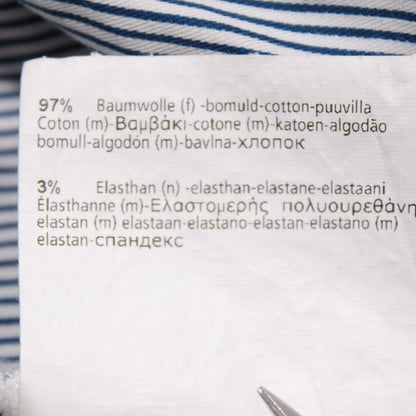 97% Baumwolle (f) -bomuld-cotton-puuvilla
Coton (m)-Βαμβάκι-cotone (m)-katoen-algodão
bomull-algodón (m)-bavlna-хлопок
3% Elasthan (n) -elasthan-elastane-elastaani
Élasthanne (m)-Ελαστομερής πολυουρεθάνη
elastan (m) elastaan-elastano-elastan-elastano (m)
elastan-спандекс